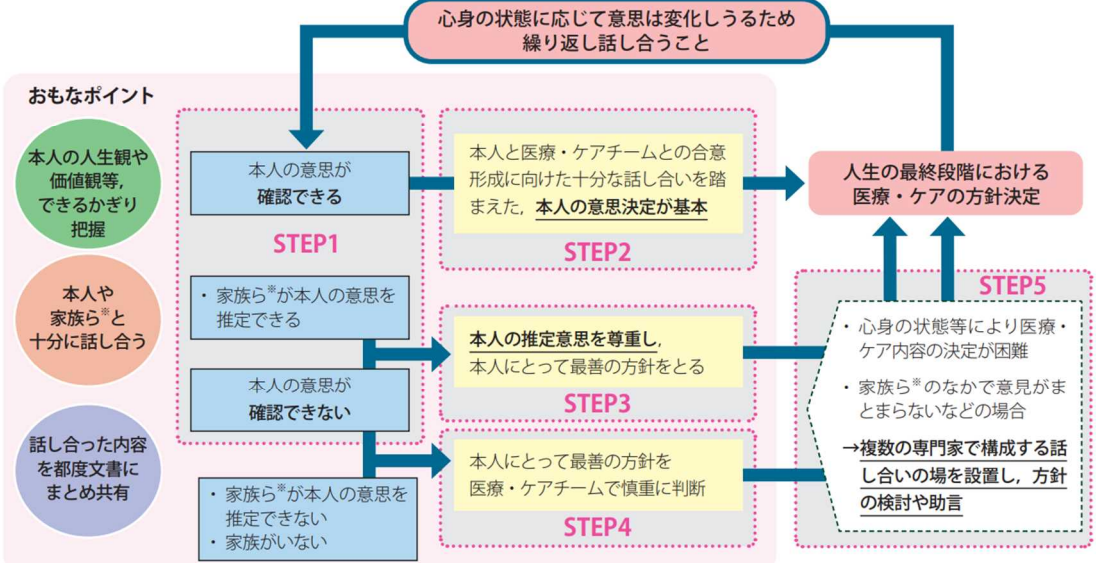 心身の状態に応じて意思は変化しうるため
繰り返し話し合うこと
おもなポイント
本人の人生観や
価値観等,
できるかぎり
把握
本人や
家族ら※と
十分に話し合う
話し合った内容
を都度文書に
まとめ共有
本人の意思が
確認できる
STEP1
・家族ら※が本人の意思を
推定できる
本人の意思が
確認できない
・家族ら※が本人の意思を
推定できない
・家族がいない
本人と医療・ケアチームとの合意
形成に向けた十分な話し合いを踏
まえた,本人の意思決定が基本
STEP2
本人の推定意思を尊重し,
本人にとって最善の方針をとる
STEP3
本人にとって最善の方針を
医療・ケアチームで慎重に判断
STEP4
人生の最終段階における
医療・ケアの方針決定
STEP5
・心身の状態等により医療・
ケア内容の決定が困難
・家族ら※のなかで意見がま
とまらないなどの場合
→複数の専門家で構成する話
し合いの場を設置し,方針
の検討や助言